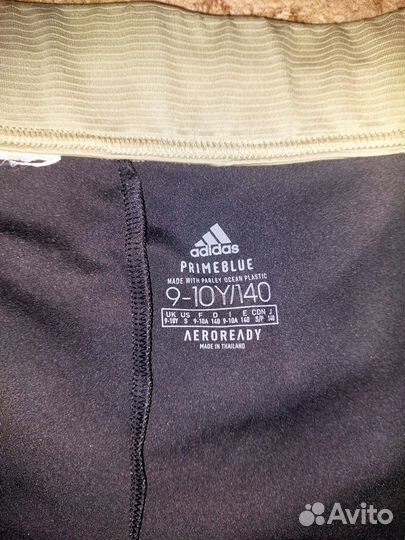 adidas
PRIMEBLUE
MADE WITH PARLEY OCEAN PLASTIC
9-10Y/140
UK US F D I E CDN J
9-10Y S 9-10A 140 9-10A 140 S/P 140
AEROREADY
MADE IN THAILAND
Avito